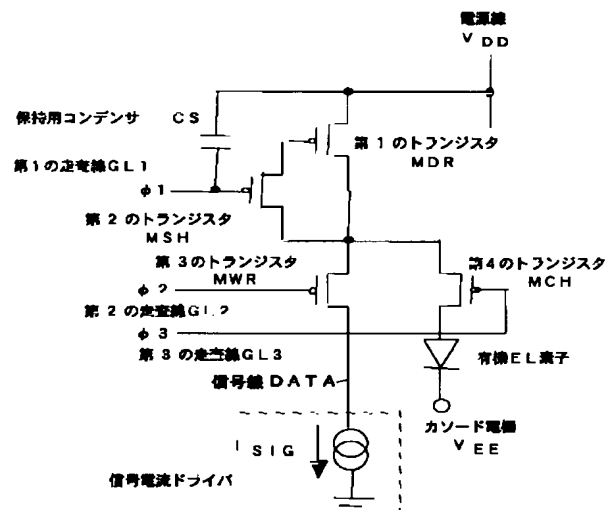 電源線
V DD
保持用コンデンサ CS
第1のトランジスタ
MDR
第1の走査線GL1
φ1
第2のトランジスタ
MSH
第3のトランジスタ
MWR
第4のトランジスタ
MCH
φ2
第2の走査線GL2
φ3
第3の走査線GL3
有機EL素子
信号線DATA
カソード電極
V EE
I SIG
信号電流ドライバ